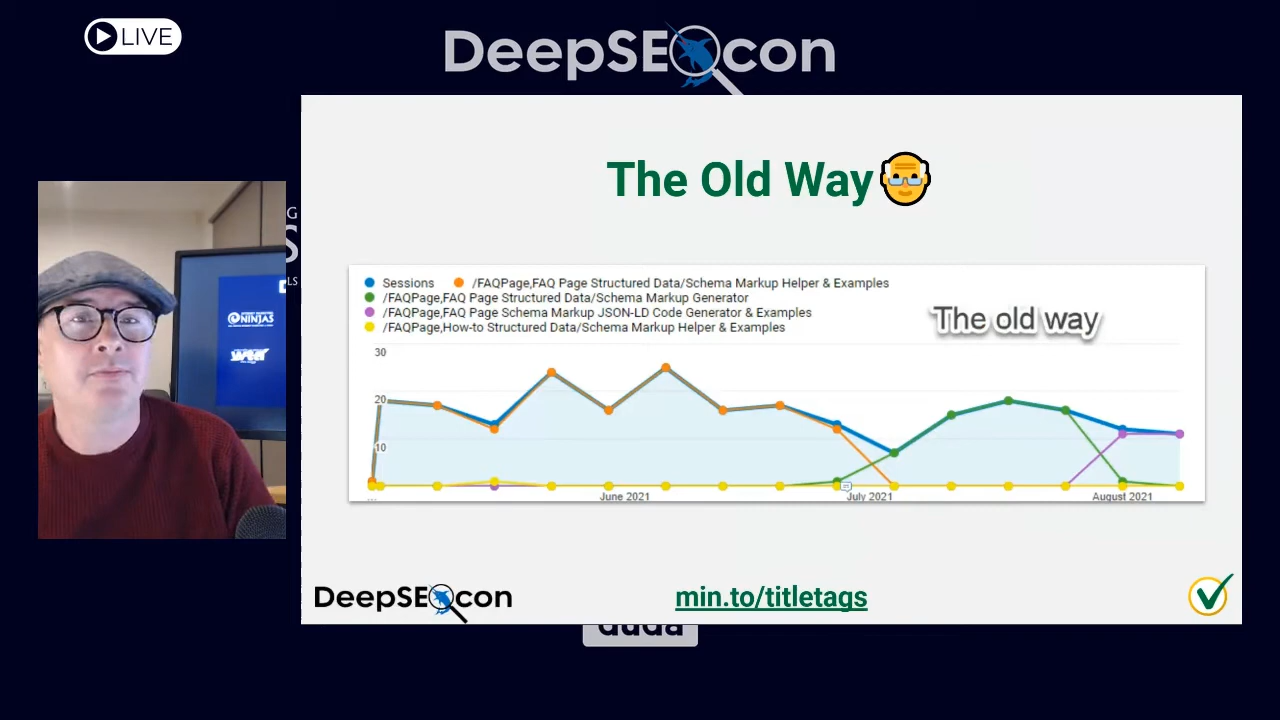 LIVE
DeepSEOcon
The Old Way
G
S
LS
NINJAS
Sessions /FAQPage,FAQ Page Structured Data/Schema Markup Helper & Examples
/FAQPage,FAQ Page Structured Data/Schema Markup Generator
/FAQPage,FAQ Page Schema Markup JSON-LD Code Generator & Examples
/FAQPage,How-to Structured Data/Schema Markup Helper & Examples
The old way
30
20
10
...
June 2021
July 2021
August 2021
DeepSEOcon
min.to/titletags
duda